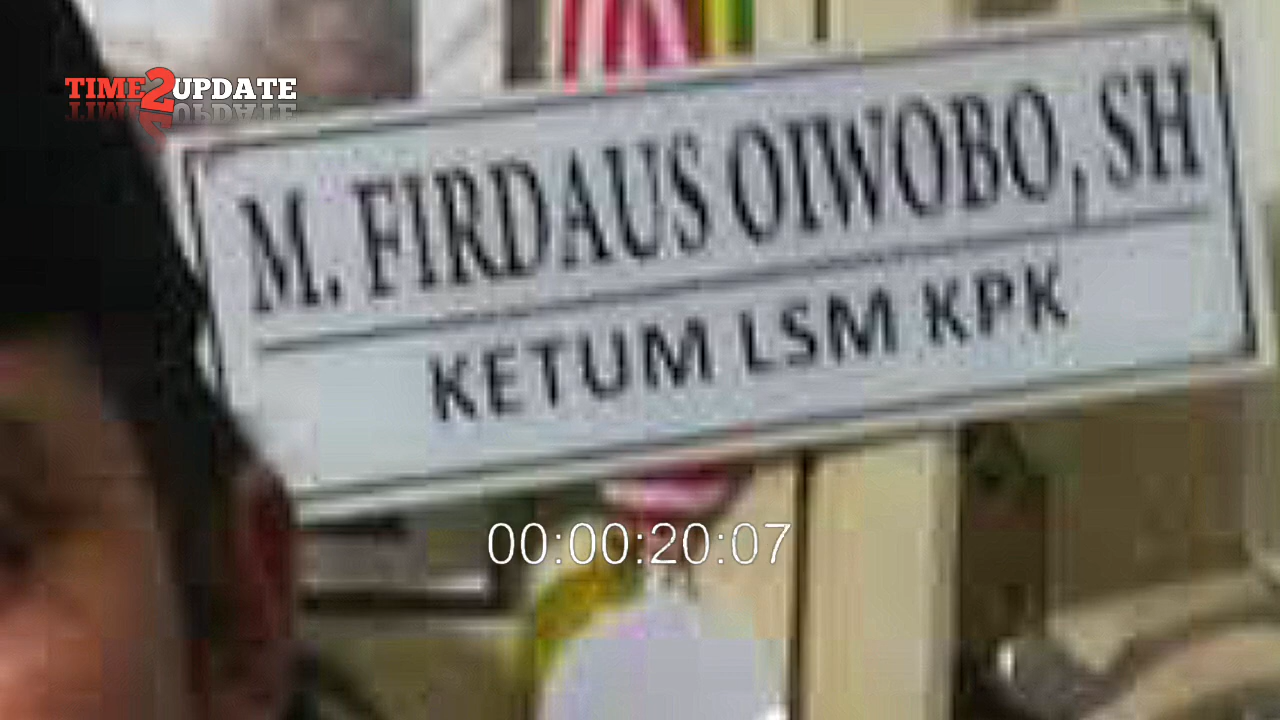 TIME2UPDATE
M. FIRDAUS OIWOBO, SH
KETUM LSM KPK
00:00:20:07